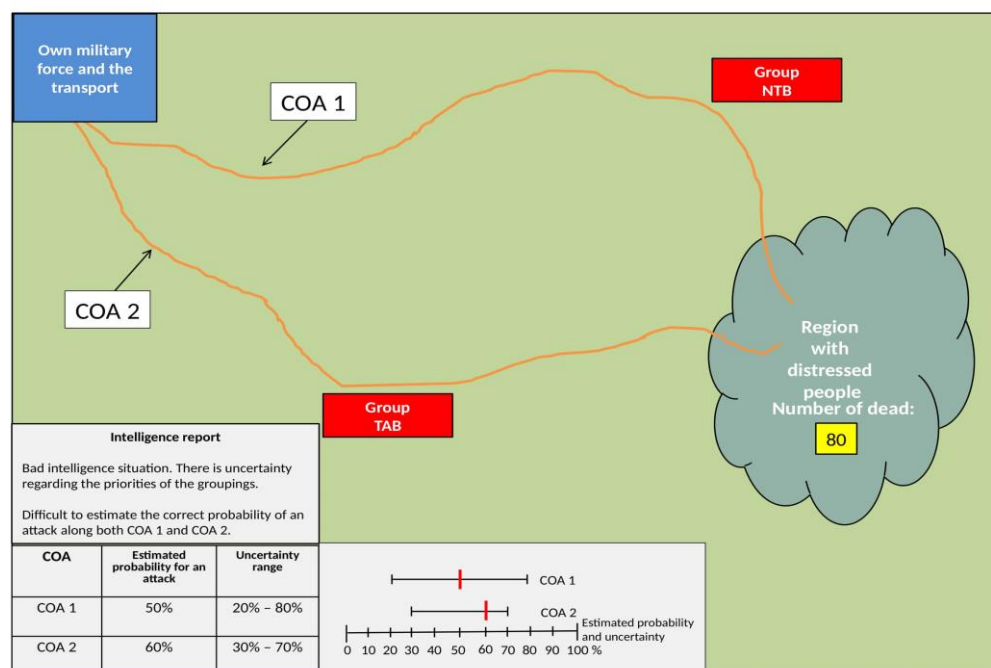 Own military
force and the
transport
COA 1
Group
NTB
COA 2
Region
with
distressed
people
Number of dead:
80
Group
TAB
Intelligence report
Bad intelligence situation. There is uncertainty
regarding the priorities of the groupings.
Difficult to estimate the correct probability of an
attack along both COA 1 and COA 2.
COA Estimated probability for an attack Uncertainty range
COA 1 50% 20% – 80%
COA 2 60% 30% – 70%
COA 1
COA 2
Estimated probability
and uncertainty
0 10 20 30 40 50 60 70 80 90 100 %